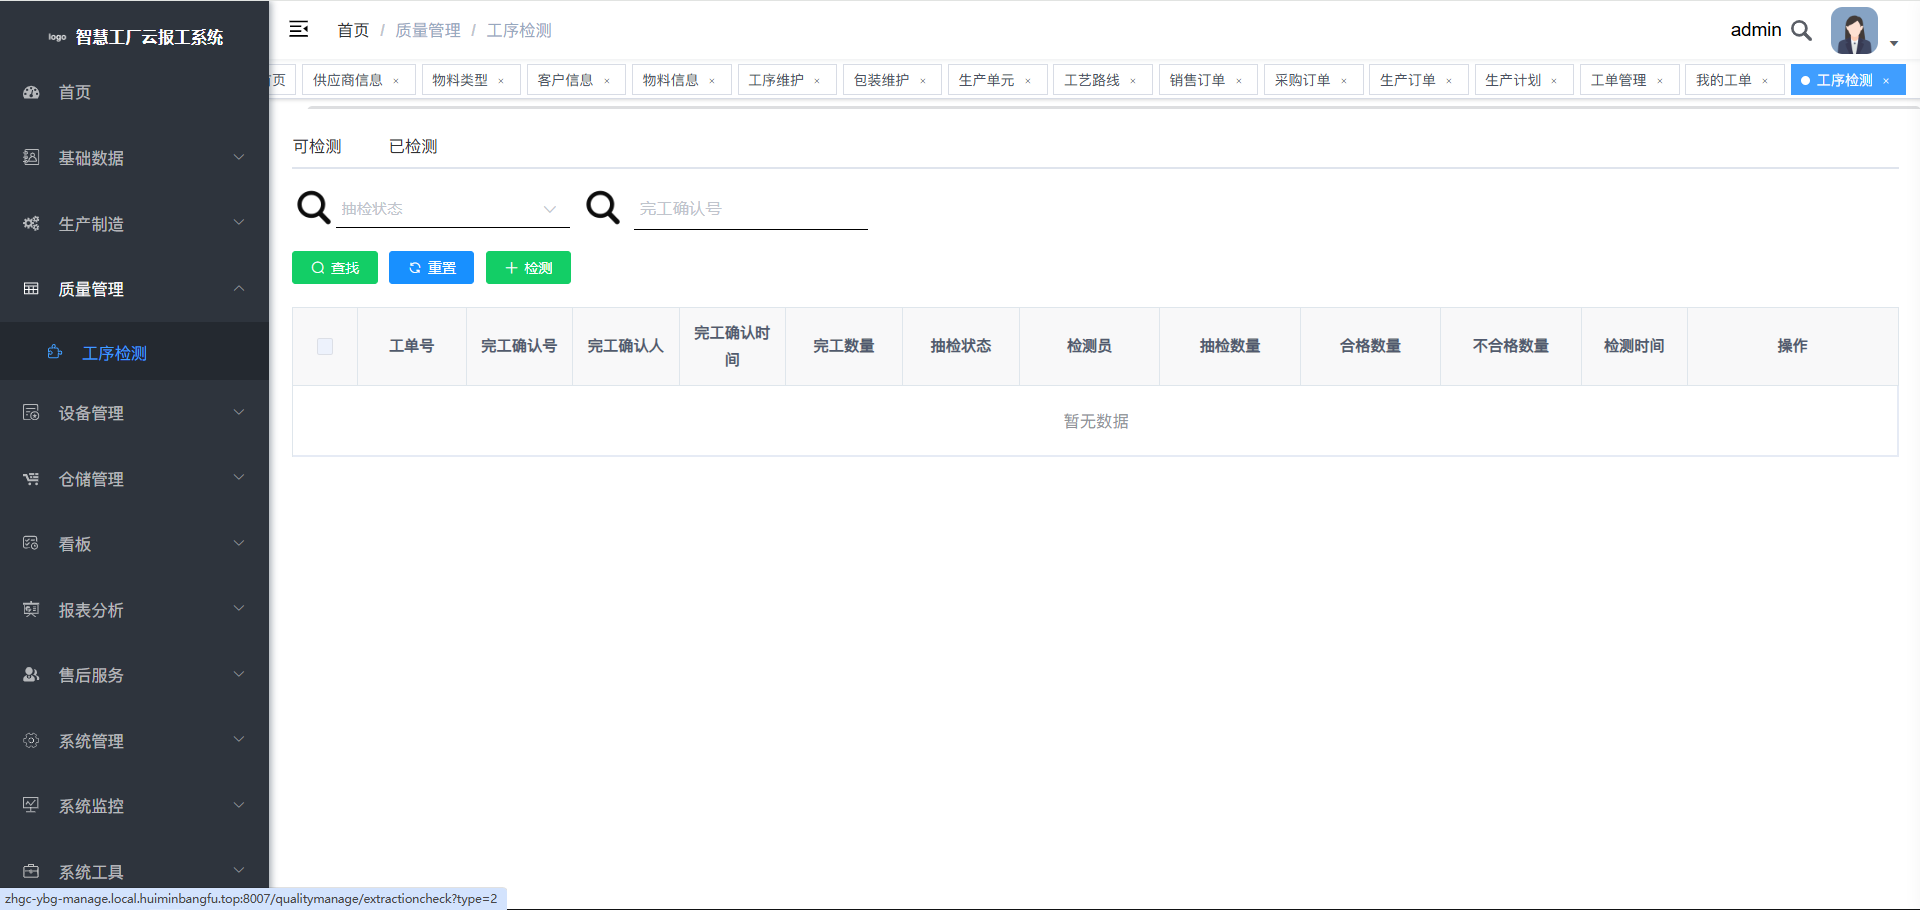 logo 智慧工厂云报工系统
首页
基础数据
生产制造
质量管理
工序检测
设备管理
仓储管理
看板
报表分析
售后服务
系统管理
系统监控
系统工具
首页 / 质量管理 / 工序检测
admin
页 供应商信息 × 物料类型 × 客户信息 × 物料信息 × 工序维护 × 包装维护 × 生产单元 × 工艺路线 × 销售订单 × 采购订单 × 生产订单 × 生产计划 × 工单管理 × 我的工单 × 工序检测 ×
可检测 已检测
抽检状态 完工确认号
查找 重置 检测
工单号 完工确认号 完工确认人 完工确认时间 完工数量 抽检状态 检测员 抽检数量 合格数量 不合格数量 检测时间 操作
暂无数据
zhgc-ybg-manage.local.huiminbangfu.top:8007/qualitymanage/extractioncheck?type=2